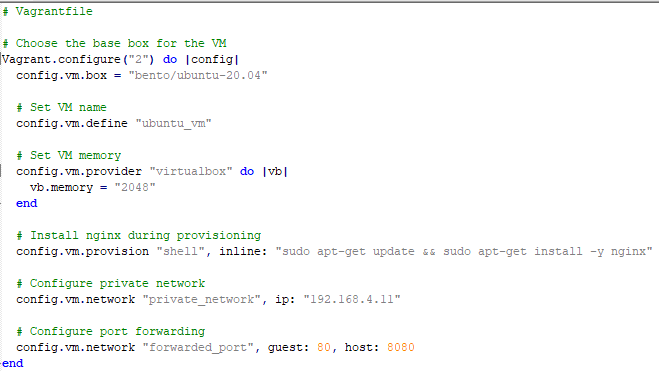 # Vagrantfile
# Choose the base box for the VM
Vagrant.configure("2") do |config|
config.vm.box = "bento/ubuntu-20.04"
# Set VM name
config.vm.define "ubuntu_vm"
# Set VM memory
config.vm.provider "virtualbox" do |vb|
vb.memory = "2048"
end
# Install nginx during provisioning
config.vm.provision "shell", inline: "sudo apt-get update && sudo apt-get install -y nginx"
# Configure private network
config.vm.network "private_network", ip: "192.168.4.11"
# Configure port forwarding
config.vm.network "forwarded_port", guest: 80, host: 8080
end